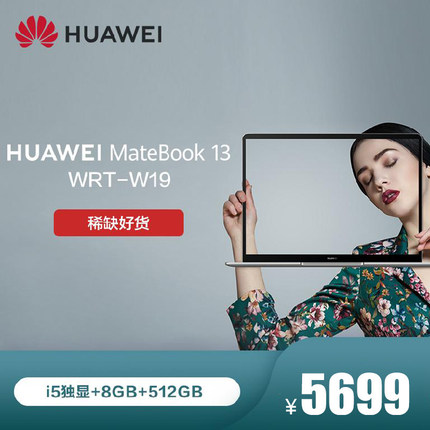 HUAWEI
HUAWEI MateBook 13
WRT-W19
稀缺好货
i5独显+8GB+512GB
¥5699